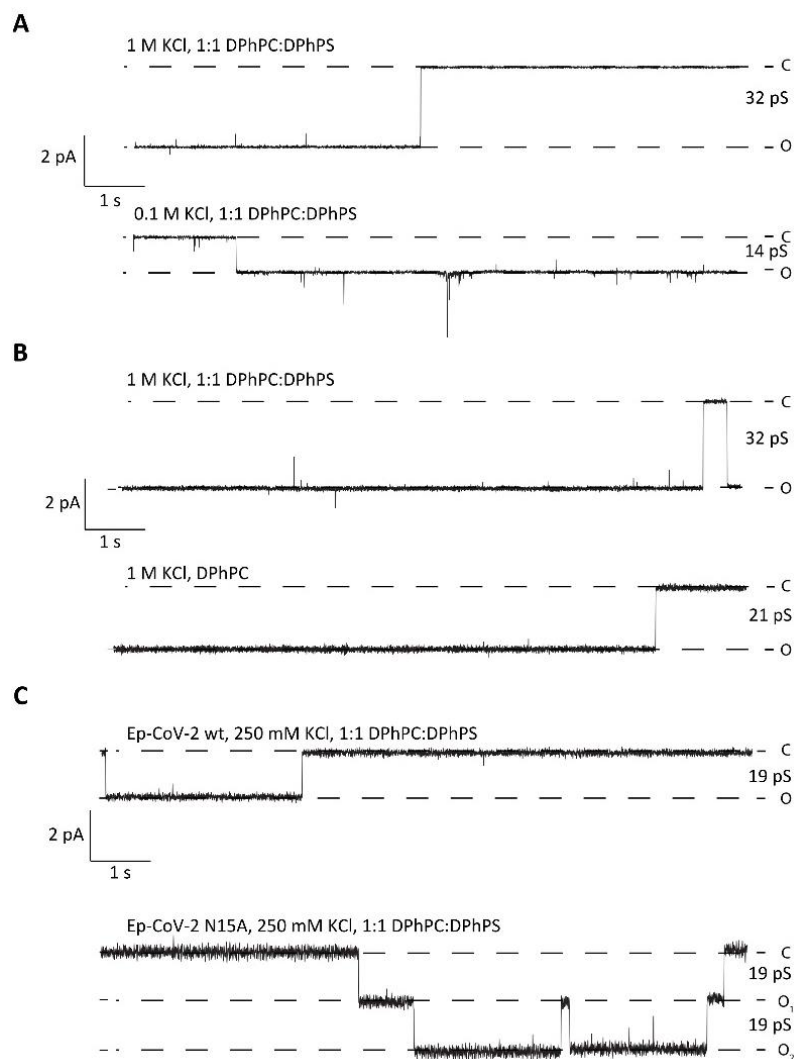 A
1 M KCl, 1:1 DPhPC:DPhPS
C
32 pS
O
2 pA
1 s
0.1 M KCl, 1:1 DPhPC:DPhPS
C
14 pS
O
B
1 M KCl, 1:1 DPhPC:DPhPS
C
32 pS
O
2 pA
1 s
1 M KCl, DPhPC
C
21 pS
O
C
Ep-CoV-2 wt, 250 mM KCl, 1:1 DPhPC:DPhPS
C
19 pS
O
2 pA
1 s
Ep-CoV-2 N15A, 250 mM KCl, 1:1 DPhPC:DPhPS
C
19 pS
O₁
19 pS
O₂